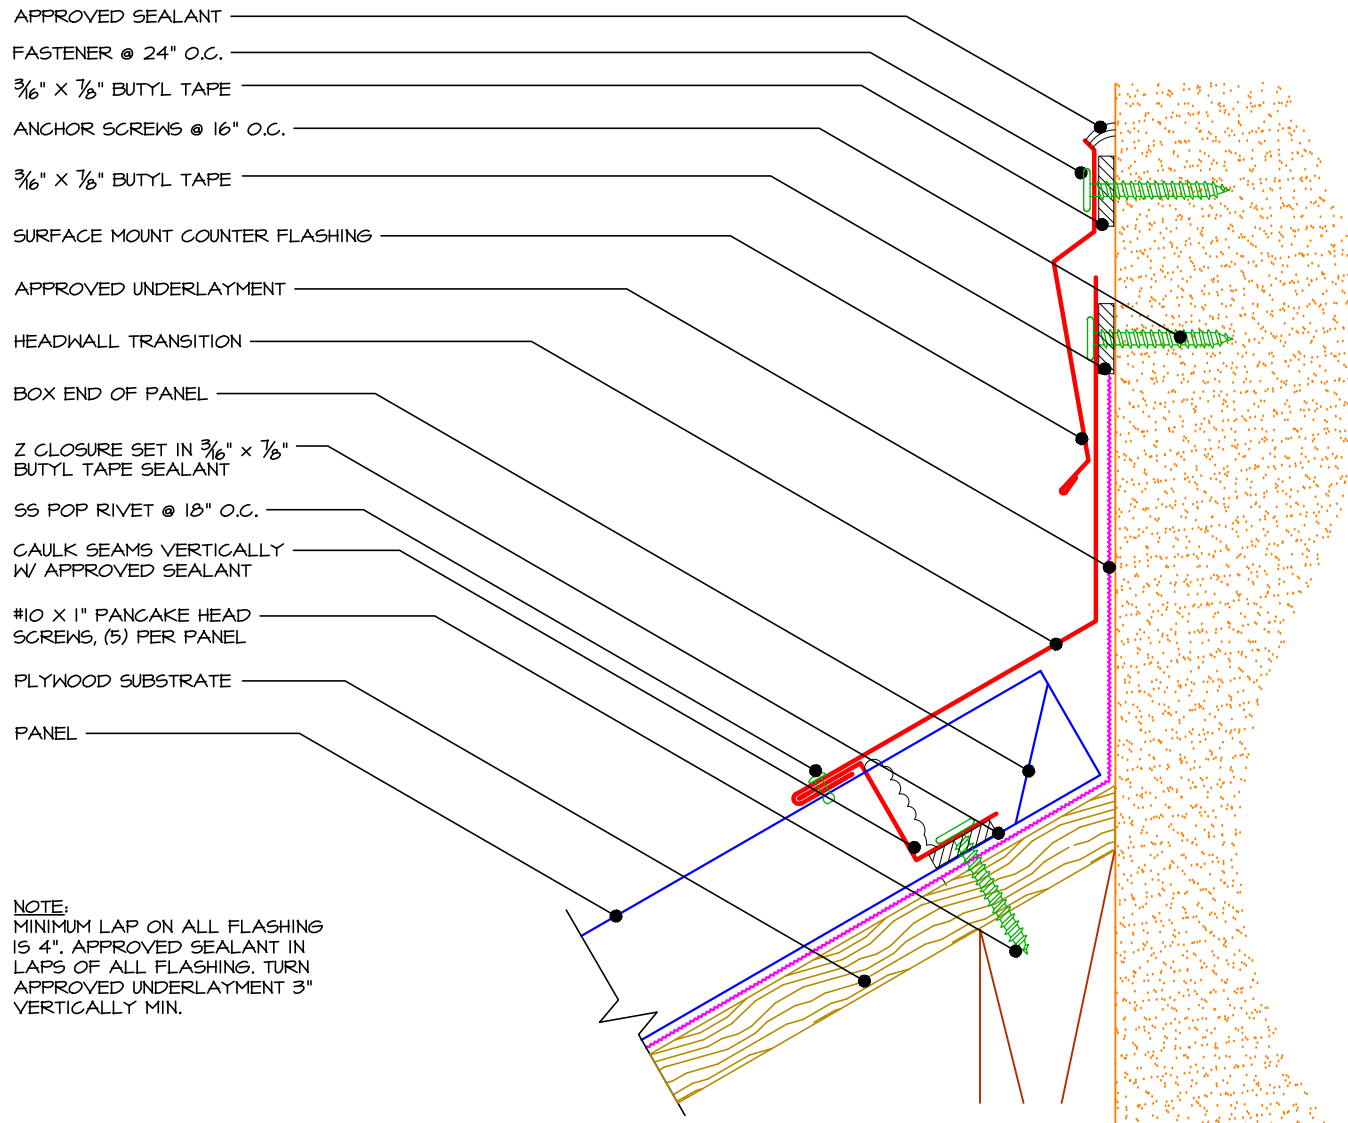 APPROVED SEALANT
FASTENER @ 24" O.C.
3/16" X 7/8" BUTYL TAPE
ANCHOR SCREWS @ 16" O.C.
3/16" X 7/8" BUTYL TAPE
SURFACE MOUNT COUNTER FLASHING
APPROVED UNDERLAYMENT
HEADWALL TRANSITION
BOX END OF PANEL
Z CLOSURE SET IN 3/16" x 7/8"
BUTYL TAPE SEALANT
SS POP RIVET @ 18" O.C.
CAULK SEAMS VERTICALLY
W/ APPROVED SEALANT
#10 X 1" PANCAKE HEAD
SCREWS, (5) PER PANEL
PLYWOOD SUBSTRATE
PANEL
NOTE:
MINIMUM LAP ON ALL FLASHING
IS 4". APPROVED SEALANT IN
LAPS OF ALL FLASHING. TURN
APPROVED UNDERLAYMENT 3"
VERTICALLY MIN.